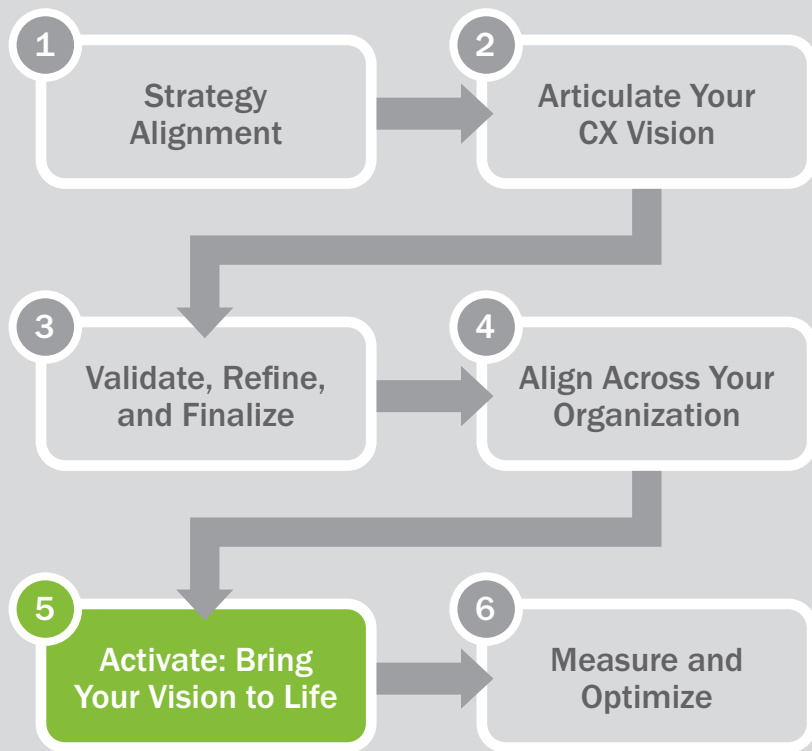 1
Strategy
Alignment
2
Articulate Your
CX Vision
3
Validate, Refine,
and Finalize
4
Align Across Your
Organization
5
Activate: Bring
Your Vision to Life
6
Measure and
Optimize